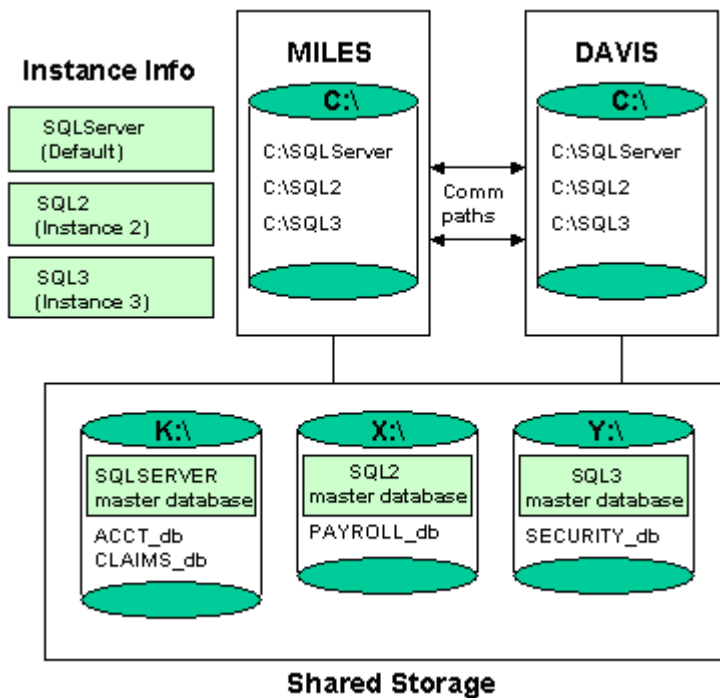 Instance Info
SQLServer
(Default)
SQL2
(Instance 2)
SQL3
(Instance 3)
MILES
C:\
C:\SQLServer
C:\SQL2
C:\SQL3
Comm
paths
DAVIS
C:\
C:\SQLServer
C:\SQL2
C:\SQL3
K:\
SQLSERVER
master database
ACCT_db
CLAIMS_db
X:\
SQL2
master database
PAYROLL_db
Y:\
SQL3
master database
SECURITY_db
Shared Storage